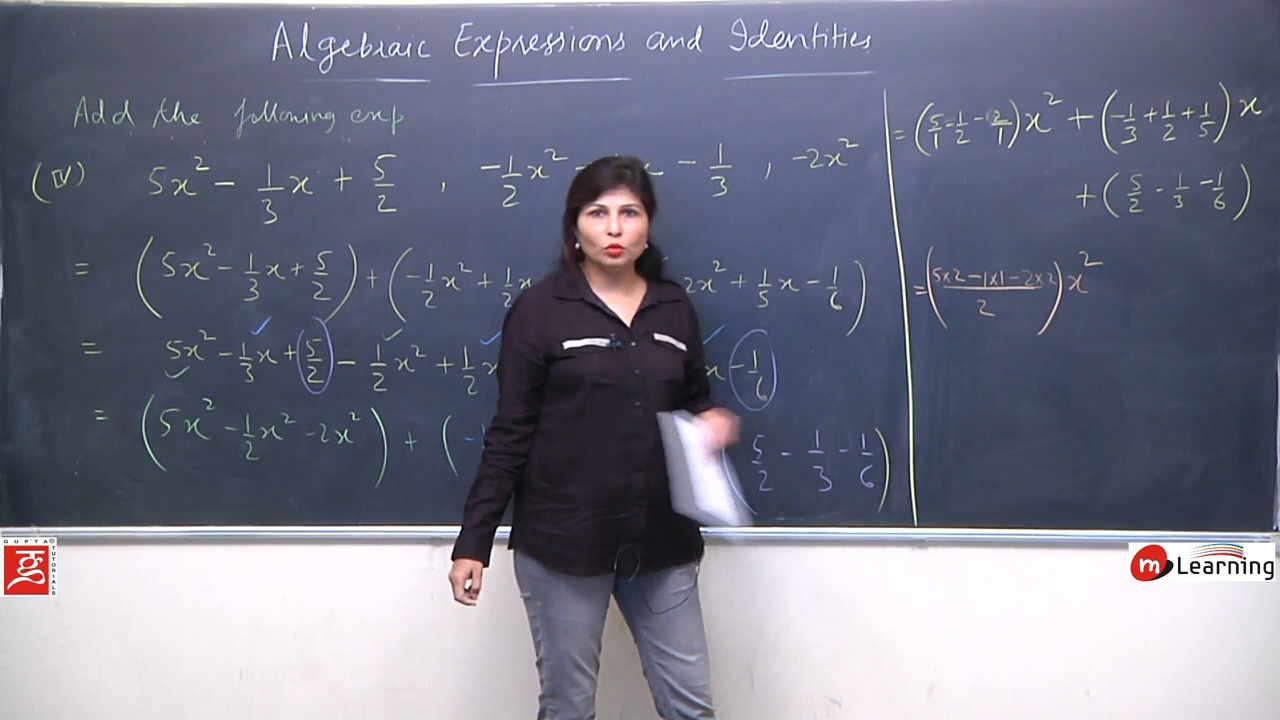 Algebraic Expressions and Identities
Add the following exp
(IV) 5x² - 1/3x + 5/2 , -1/2x² - x - 1/3 , -2x²
= (5x² - 1/3x + 5/2) + (-1/2x² + 1/2x 2x² + 1/5x - 1/6)
= 5x² - 1/3x + 5/2 - 1/2x² + 1/2x x - 1/6
= (5x² - 1/2x² - 2x²) + (-1 5/2 - 1/3 - 1/6)
= (5/1 - 1/2 - 2/1)x² + (-1/3 + 1/2 + 1/5)x
+ (5/2 - 1/3 - 1/6)
= ((5×2 - 1×1 - 2×2)/2)x²
GUPTA®
TUTORIALS
ग
m Learning